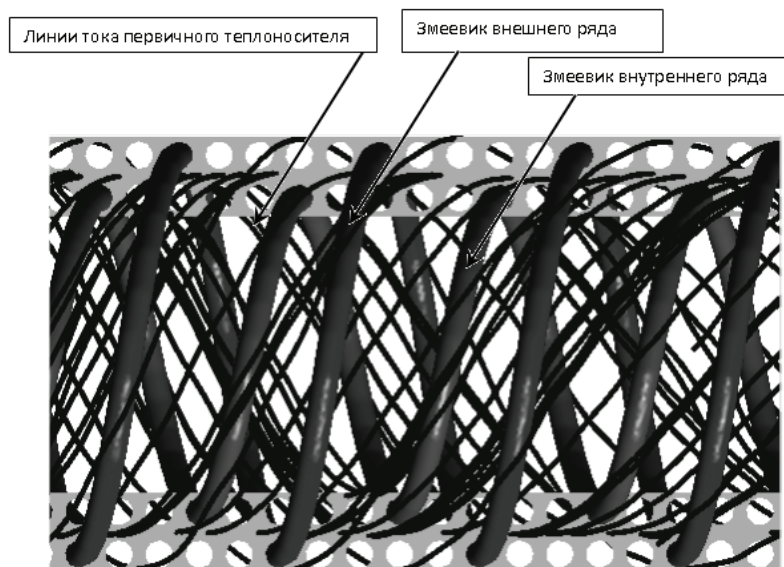 Линии тока первичного теплоносителя
Змеевик внешнего ряда
Змеевик внутреннего ряда